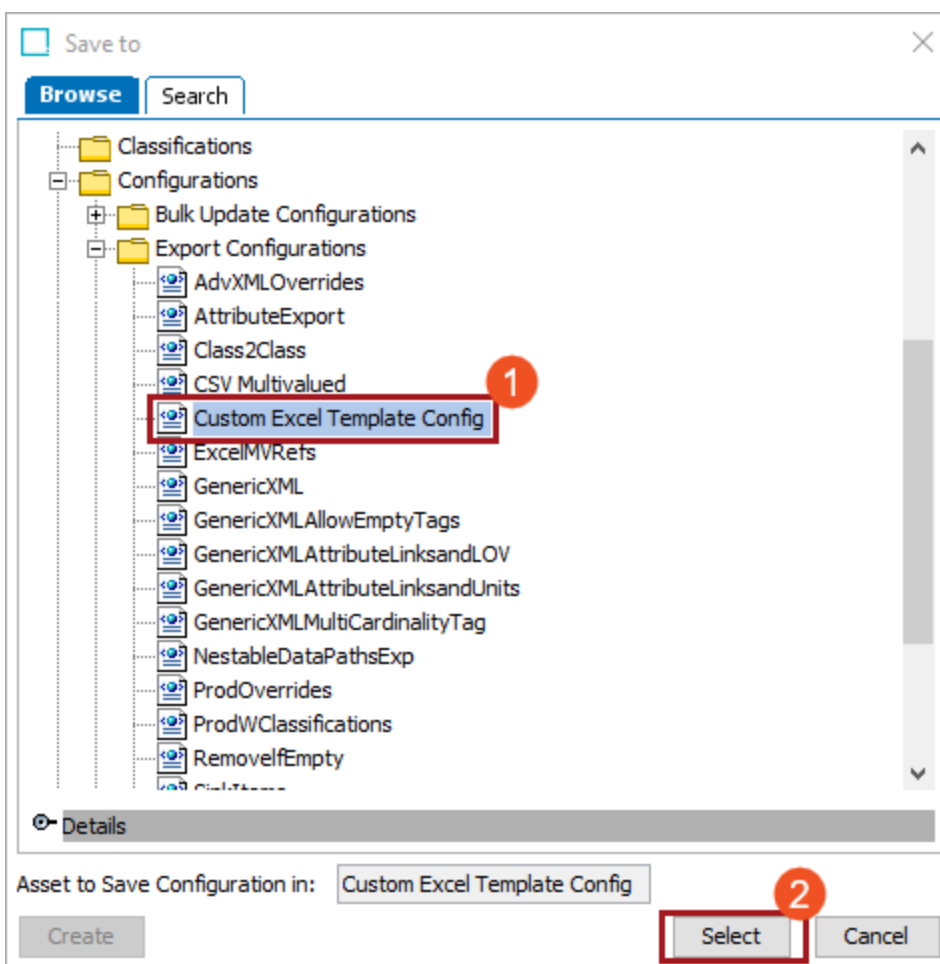 Save to
Browse Search
Classifications
Configurations
Bulk Update Configurations
Export Configurations
AdvXMLOverrides
AttributeExport
Class2Class
CSV Multivalued
1
Custom Excel Template Config
ExcelMVRefs
GenericXML
GenericXMLAllowEmptyTags
GenericXMLAttributeLinksandLOV
GenericXMLAttributeLinksandUnits
GenericXMLMultiCardinalityTag
NestableDataPathsExp
ProdOverrides
ProdWClassifications
RemoveIfEmpty
Details
Asset to Save Configuration in: Custom Excel Template Config
2
Create Select Cancel